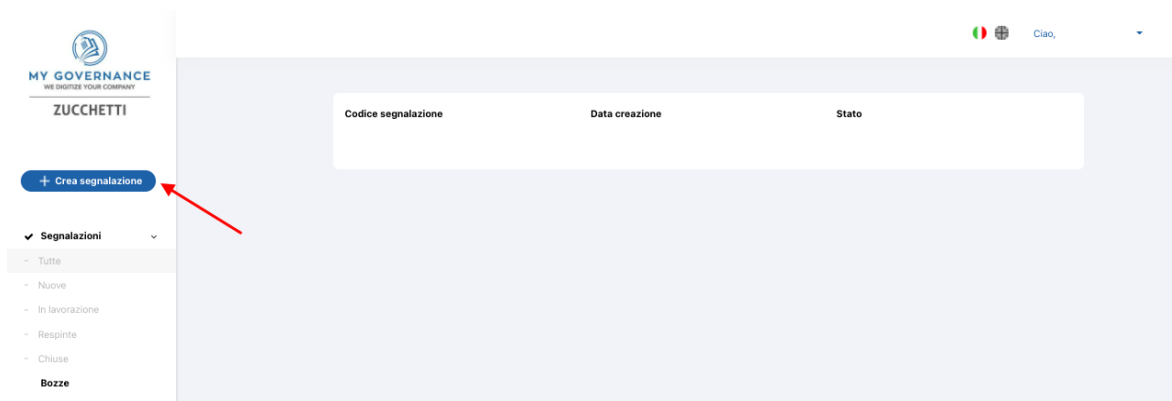 MY GOVERNANCE
WE DIGITIZE YOUR COMPANY
ZUCCHETTI
Ciao,
Codice segnalazione Data creazione Stato
+ Crea segnalazione
Segnalazioni
- Tutte
- Nuove
- In lavorazione
- Respinte
- Chiuse
Bozze